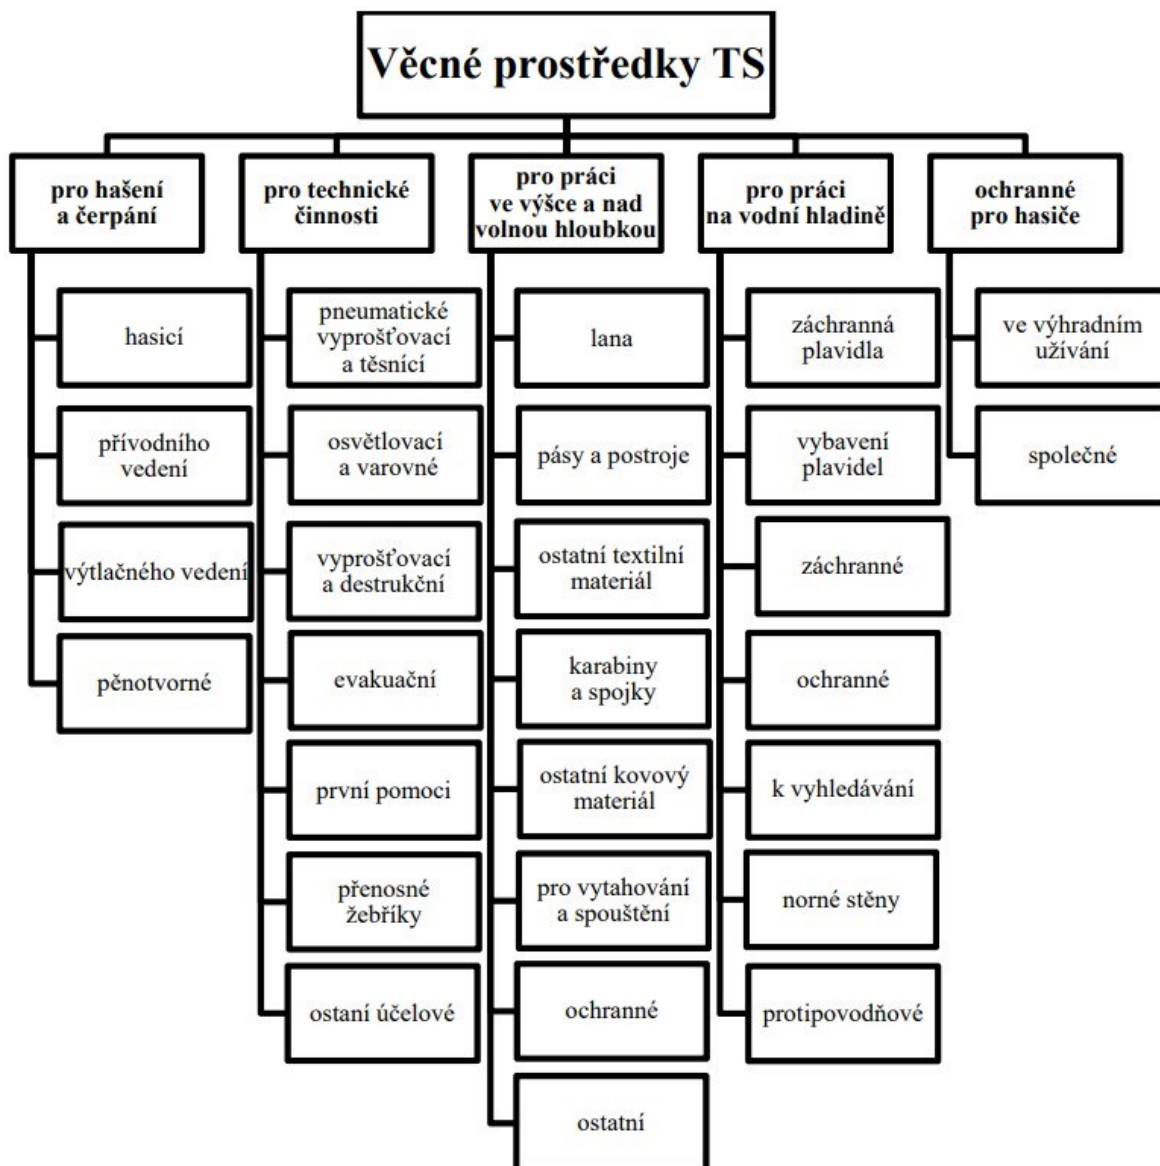 Věcné prostředky TS
pro hašení
a čerpání
hasicí
přívodního
vedení
výtlačného vedení
pěnotvorné
pro technické
činnosti
pneumatické
vyprošťovací
a těsnící
osvětlovací
a varovné
vyprošťovací
a destrukční
evakuační
první pomoci
přenosné
žebříky
ostaní účelové
pro práci
ve výšce a nad
volnou hloubkou
lana
pásy a postroje
ostatní textilní
materiál
karabiny
a spojky
ostatní kovový
materiál
pro vytahování
a spouštění
ochranné
ostatní
pro práci
na vodní hladině
záchranná
plavidla
vybavení
plavidel
záchranné
ochranné
k vyhledávání
norné stěny
protipovodňové
ochranné
pro hasiče
ve výhradním
užívání
společné